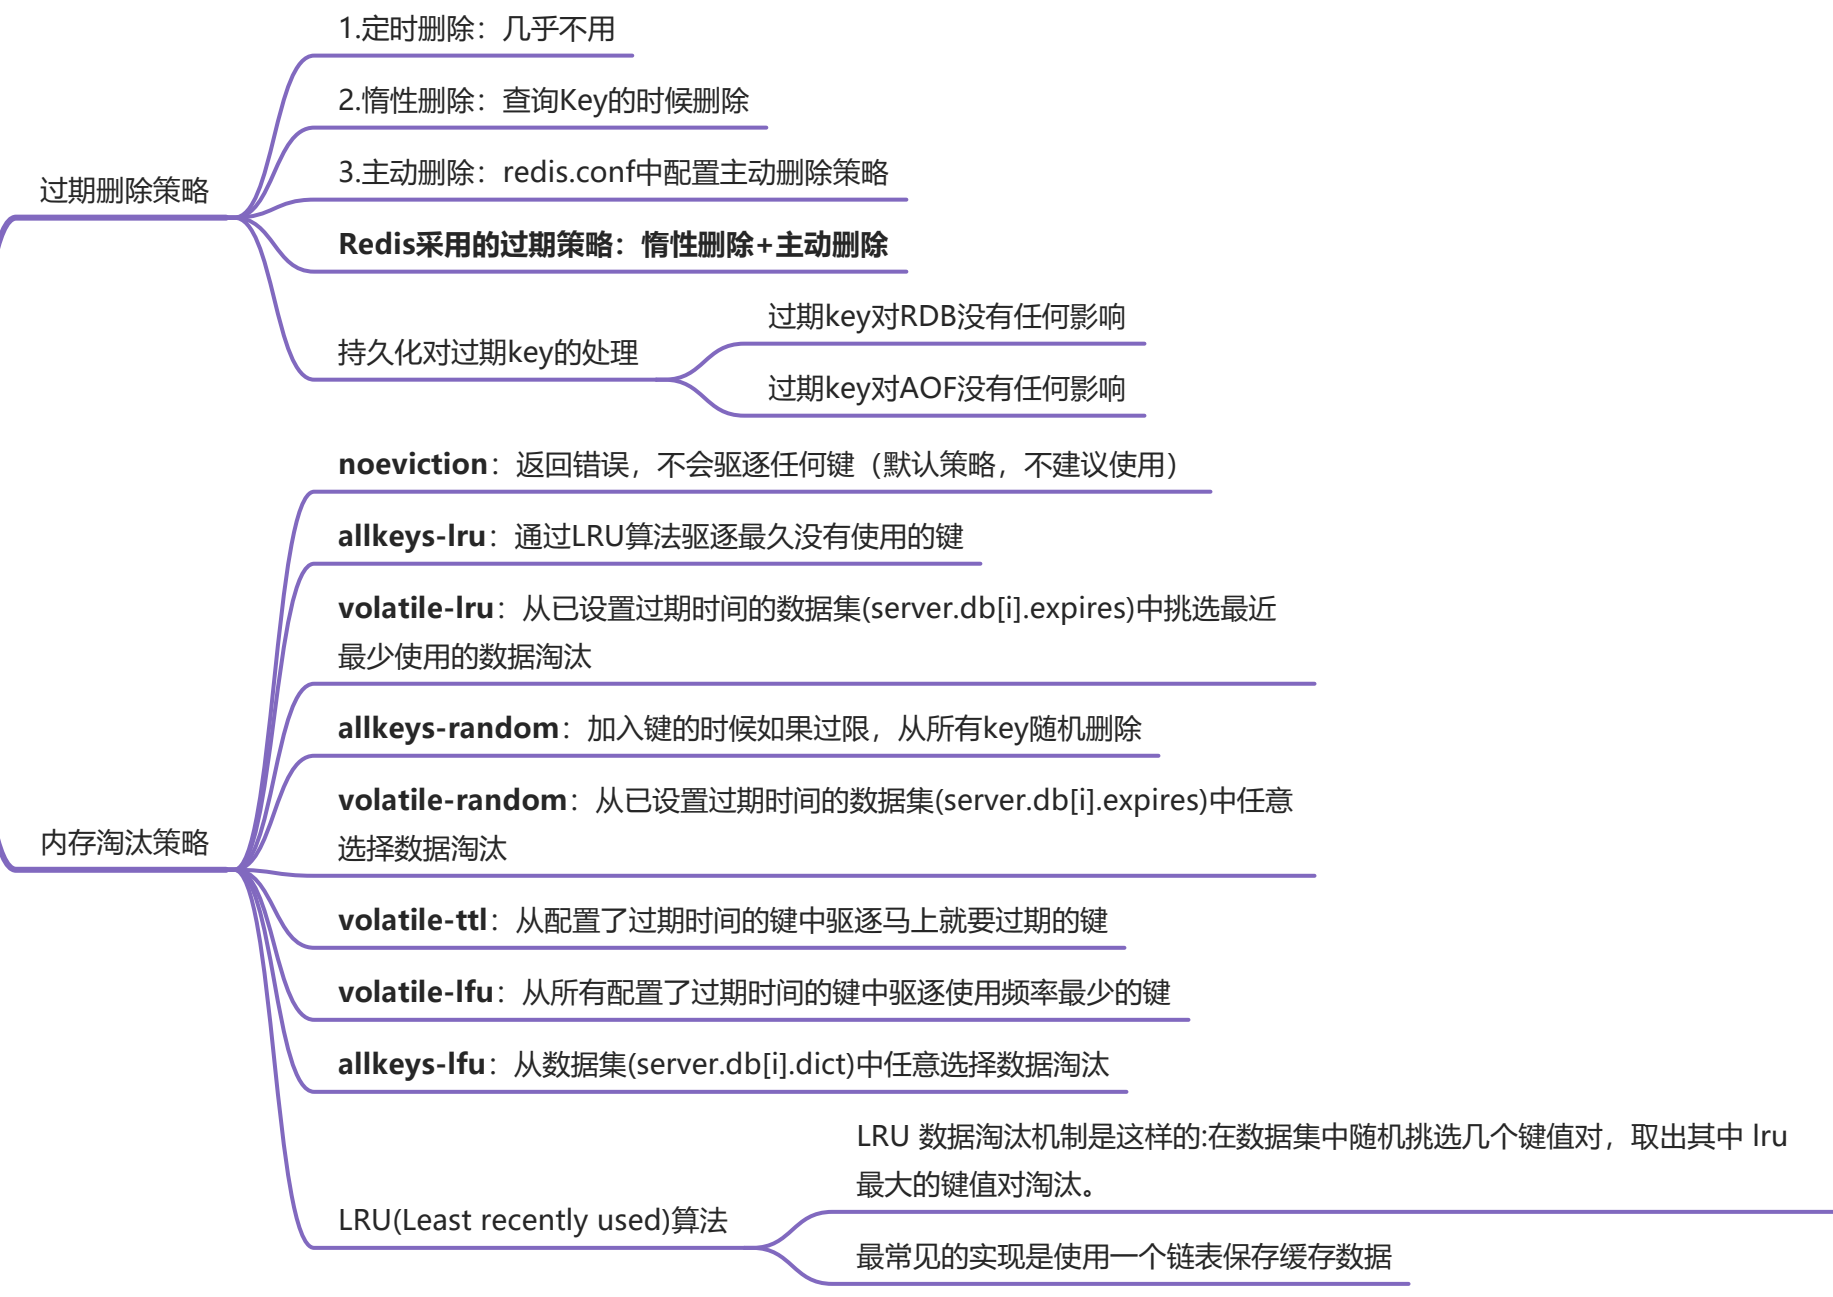 过期删除策略
1.定时删除：几乎不用
2.惰性删除：查询Key的时候删除
3.主动删除：redis.conf中配置主动删除策略
Redis采用的过期策略：惰性删除+主动删除
持久化对过期key的处理
过期key对RDB没有任何影响
过期key对AOF没有任何影响
内存淘汰策略
noeviction：返回错误，不会驱逐任何键（默认策略，不建议使用）
allkeys-lru：通过LRU算法驱逐最久没有使用的键
volatile-lru：从已设置过期时间的数据集(server.db[i].expires)中挑选最近
最少使用的数据淘汰
allkeys-random：加入键的时候如果过限，从所有key随机删除
volatile-random：从已设置过期时间的数据集(server.db[i].expires)中任意
选择数据淘汰
volatile-ttl：从配置了过期时间的键中驱逐马上就要过期的键
volatile-lfu：从所有配置了过期时间的键中驱逐使用频率最少的键
allkeys-lfu：从数据集(server.db[i].dict)中任意选择数据淘汰
LRU(Least recently used)算法
LRU 数据淘汰机制是这样的:在数据集中随机挑选几个键值对，取出其中 lru
最大的键值对淘汰。
最常见的实现是使用一个链表保存缓存数据